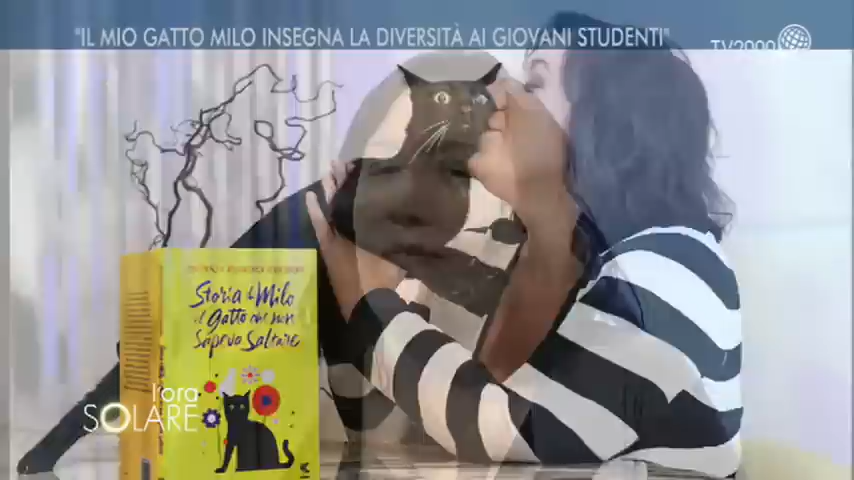 "IL MIO GATTO MILO INSEGNA LA DIVERSITÀ AI GIOVANI STUDENTI"
TV2000
Storia di Milo
il gatto che non
sapeva saltare
l'ora
SOLARE